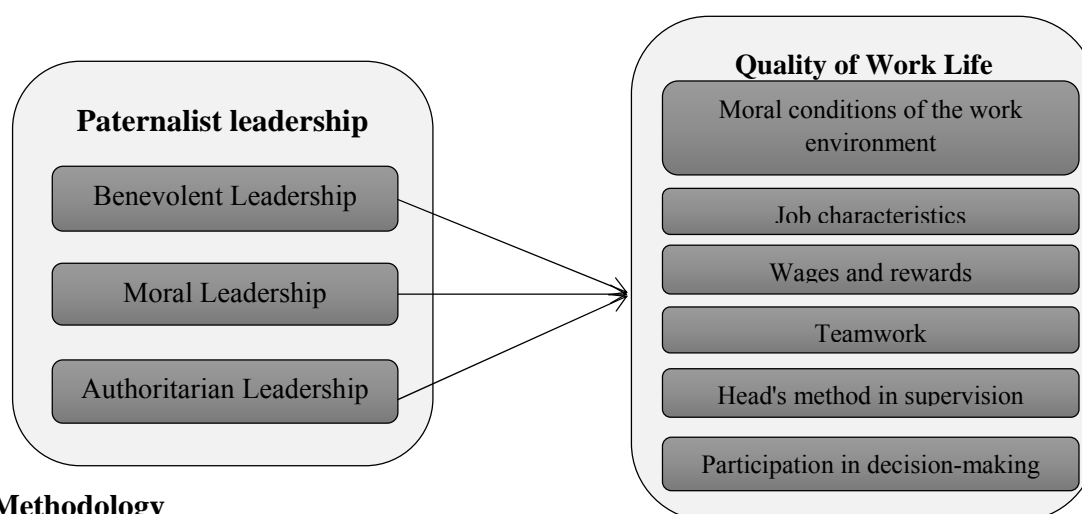 Paternalist leadership
Benevolent Leadership
Moral Leadership
Authoritarian Leadership
Quality of Work Life
Moral conditions of the work
environment
Job characteristics
Wages and rewards
Teamwork
Head's method in supervision
Participation in decision-making
Methodology